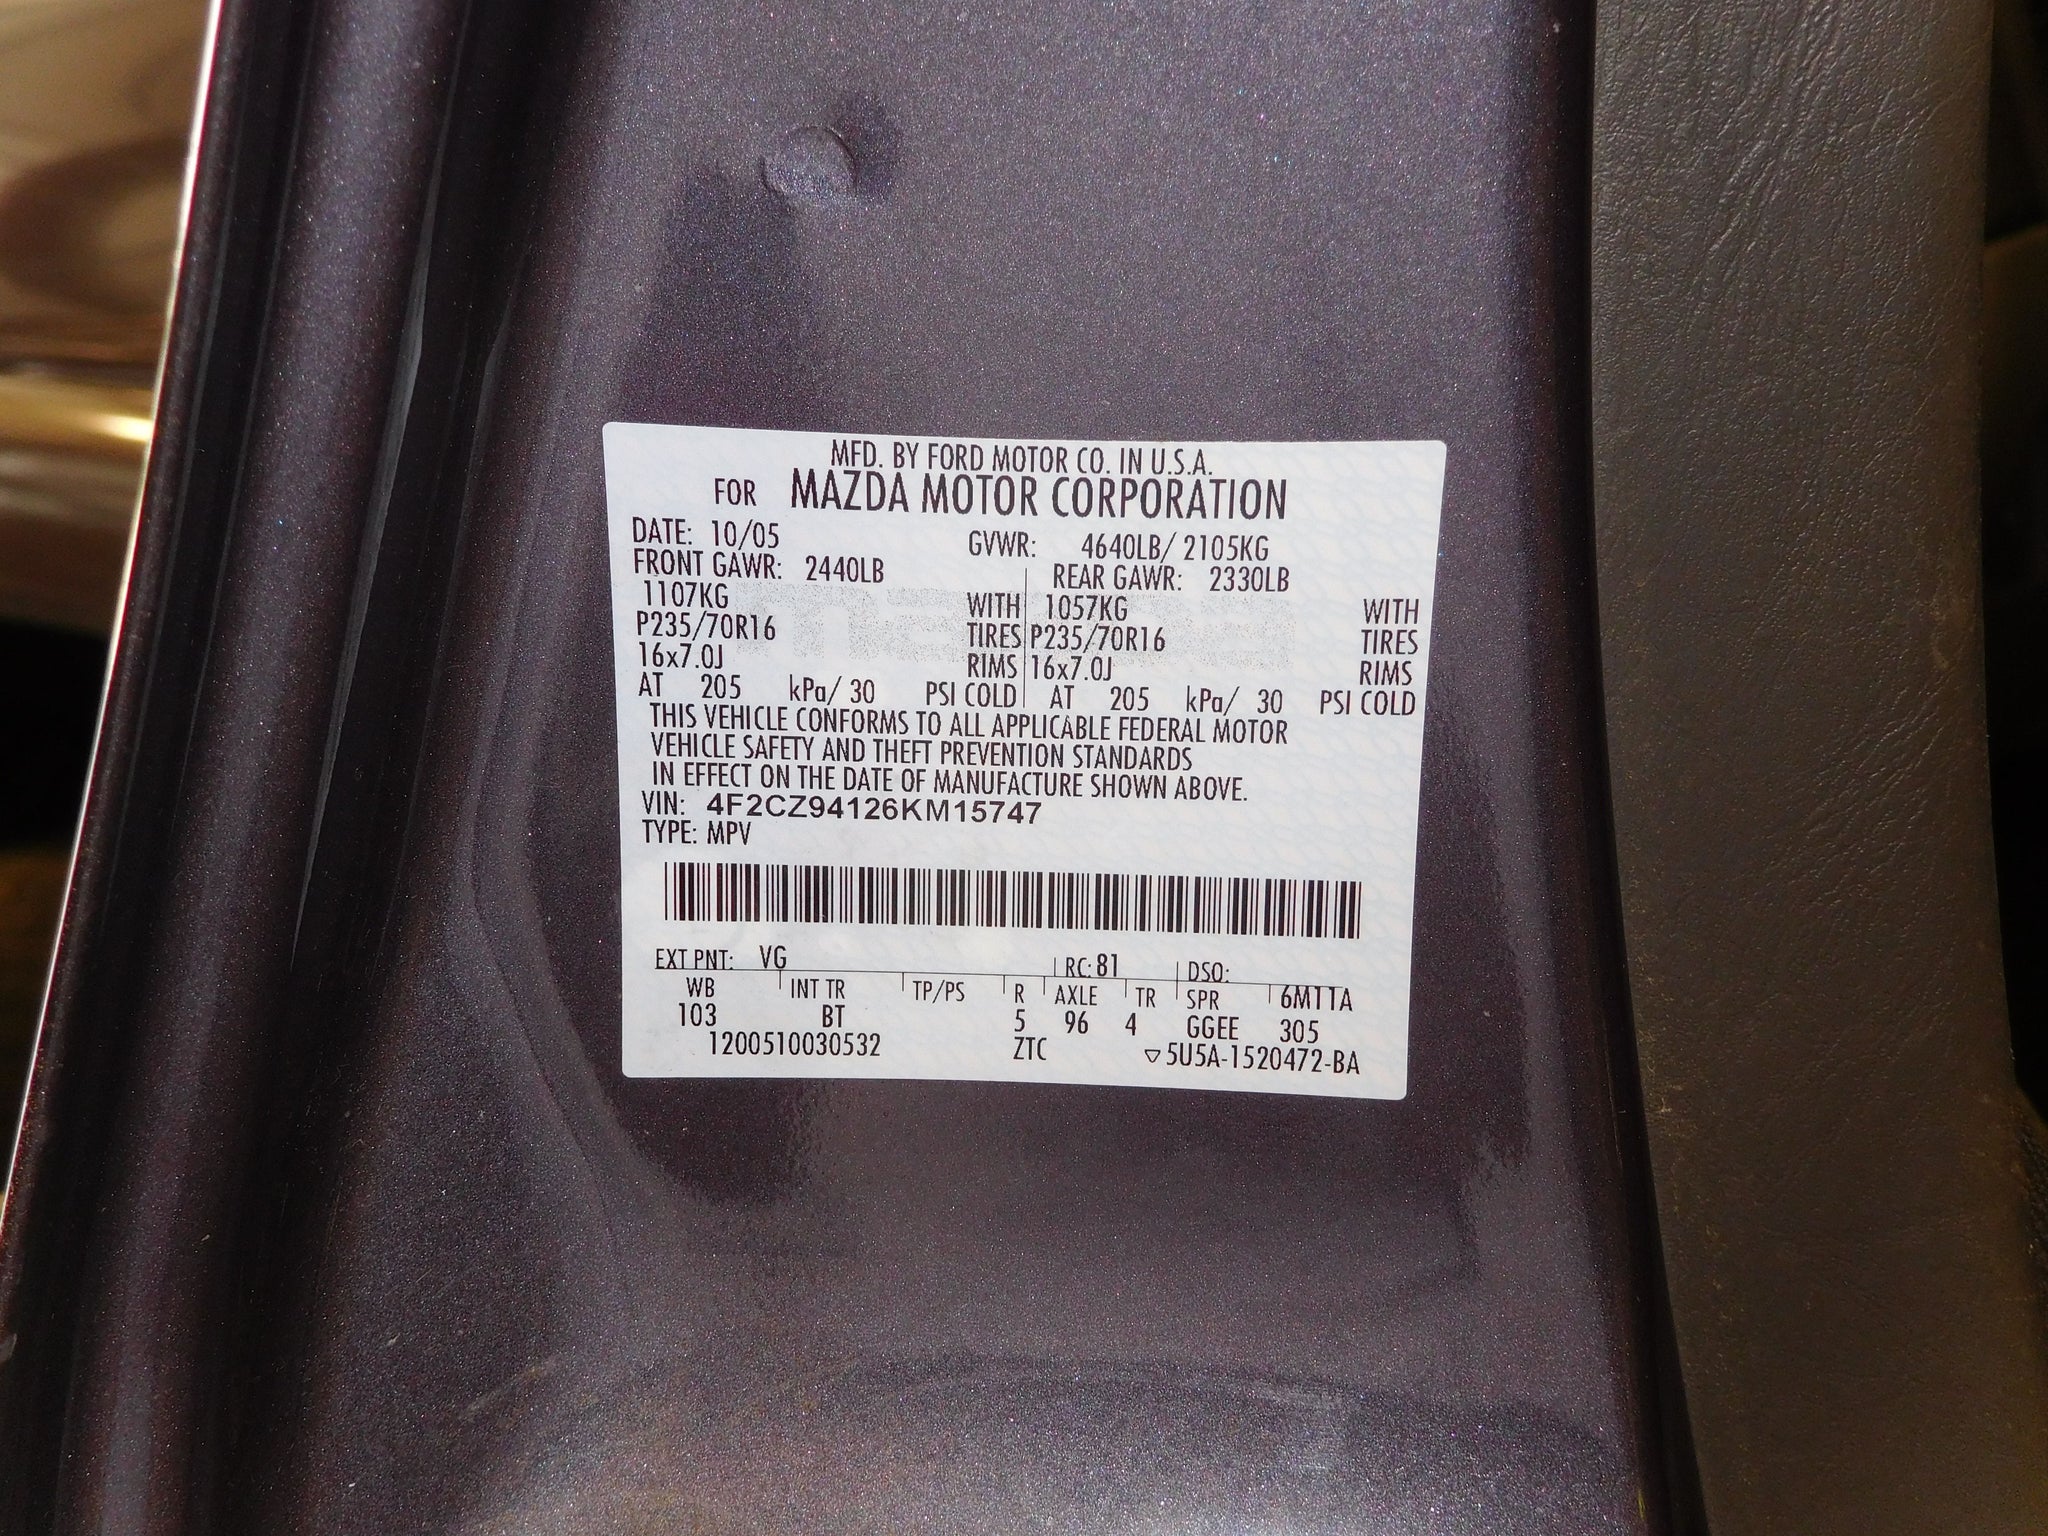 MFD. BY FORD MOTOR CO. IN U.S.A.
FOR MAZDA MOTOR CORPORATION
DATE: 10/05 GVWR: 4640LB/ 2105KG
FRONT GAWR: 2440LB REAR GAWR: 2330LB
1107KG WITH 1057KG WITH
P235/70R16 TIRES P235/70R16 TIRES
16x7.0J RIMS 16x7.0J RIMS
AT 205 kPa/ 30 PSI COLD AT 205 kPa/ 30 PSI COLD
THIS VEHICLE CONFORMS TO ALL APPLICABLE FEDERAL MOTOR
VEHICLE SAFETY AND THEFT PREVENTION STANDARDS
IN EFFECT ON THE DATE OF MANUFACTURE SHOWN ABOVE.
VIN: 4F2CZ94126KM15747
TYPE: MPV
EXT PNT: VG RC: 81 DSO:
WB INT TR TP/PS R AXLE TR SPR 6M11A
103 BT 5 96 4 GGEE 305
1200510030532 ZTC ▽5U5A-1520472-BA